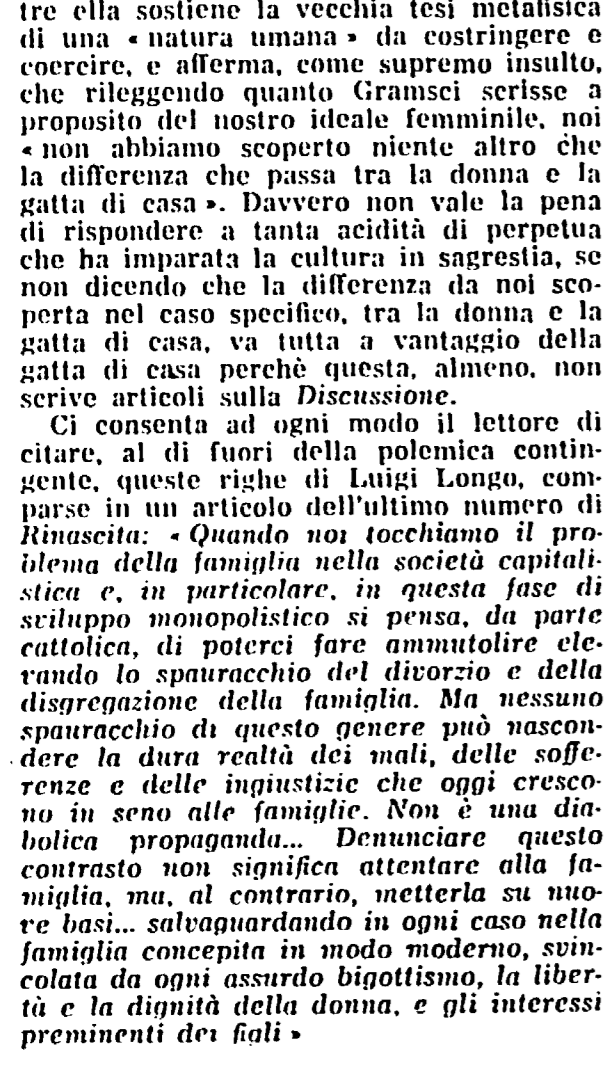 tre ella sostiene la vecchia tesi metafisica
di una « natura umana » da costringere e
coercire, e afferma, come supremo insulto,
che rileggendo quanto Gramsci scrisse a
proposito del nostro ideale femminile, noi
« non abbiamo scoperto niente altro che
la differenza che passa tra la donna e la
gatta di casa ». Davvero non vale la pena
di rispondere a tanta acidità di perpetua
che ha imparata la cultura in sagrestia, se
non dicendo che la differenza da noi sco-
perta nel caso specifico, tra la donna e la
gatta di casa, va tutta a vantaggio della
gatta di casa perchè questa, almeno, non
scrive articoli sulla Discussione.
Ci consenta ad ogni modo il lettore di
citare, al di fuori della polemica contin-
gente, queste righe di Luigi Longo, com-
parse in un articolo dell'ultimo numero di
Rinascita: « Quando noi tocchiamo il pro-
blema della famiglia nella società capitali-
stica e, in particolare, in questa fase di
sviluppo monopolistico si pensa, da parte
cattolica, di poterci fare ammutolire ele-
vando lo spauracchio del divorzio e della
disgregazione della famiglia. Ma nessuno
spauracchio di questo genere può nascon-
dere la dura realtà dei mali, delle soffe-
renze e delle ingiustizie che oggi cresco-
no in seno alle famiglie. Non è una dia-
bolica propaganda... Denunciare questo
contrasto non significa attentare alla fa-
miglia, ma, al contrario, metterla su nuo-
ve basi... salvaguardando in ogni caso nella
famiglia concepita in modo moderno, svin-
colata da ogni assurdo bigottismo, la liber-
tà e la dignità della donna, e gli interessi
preminenti dei figli »